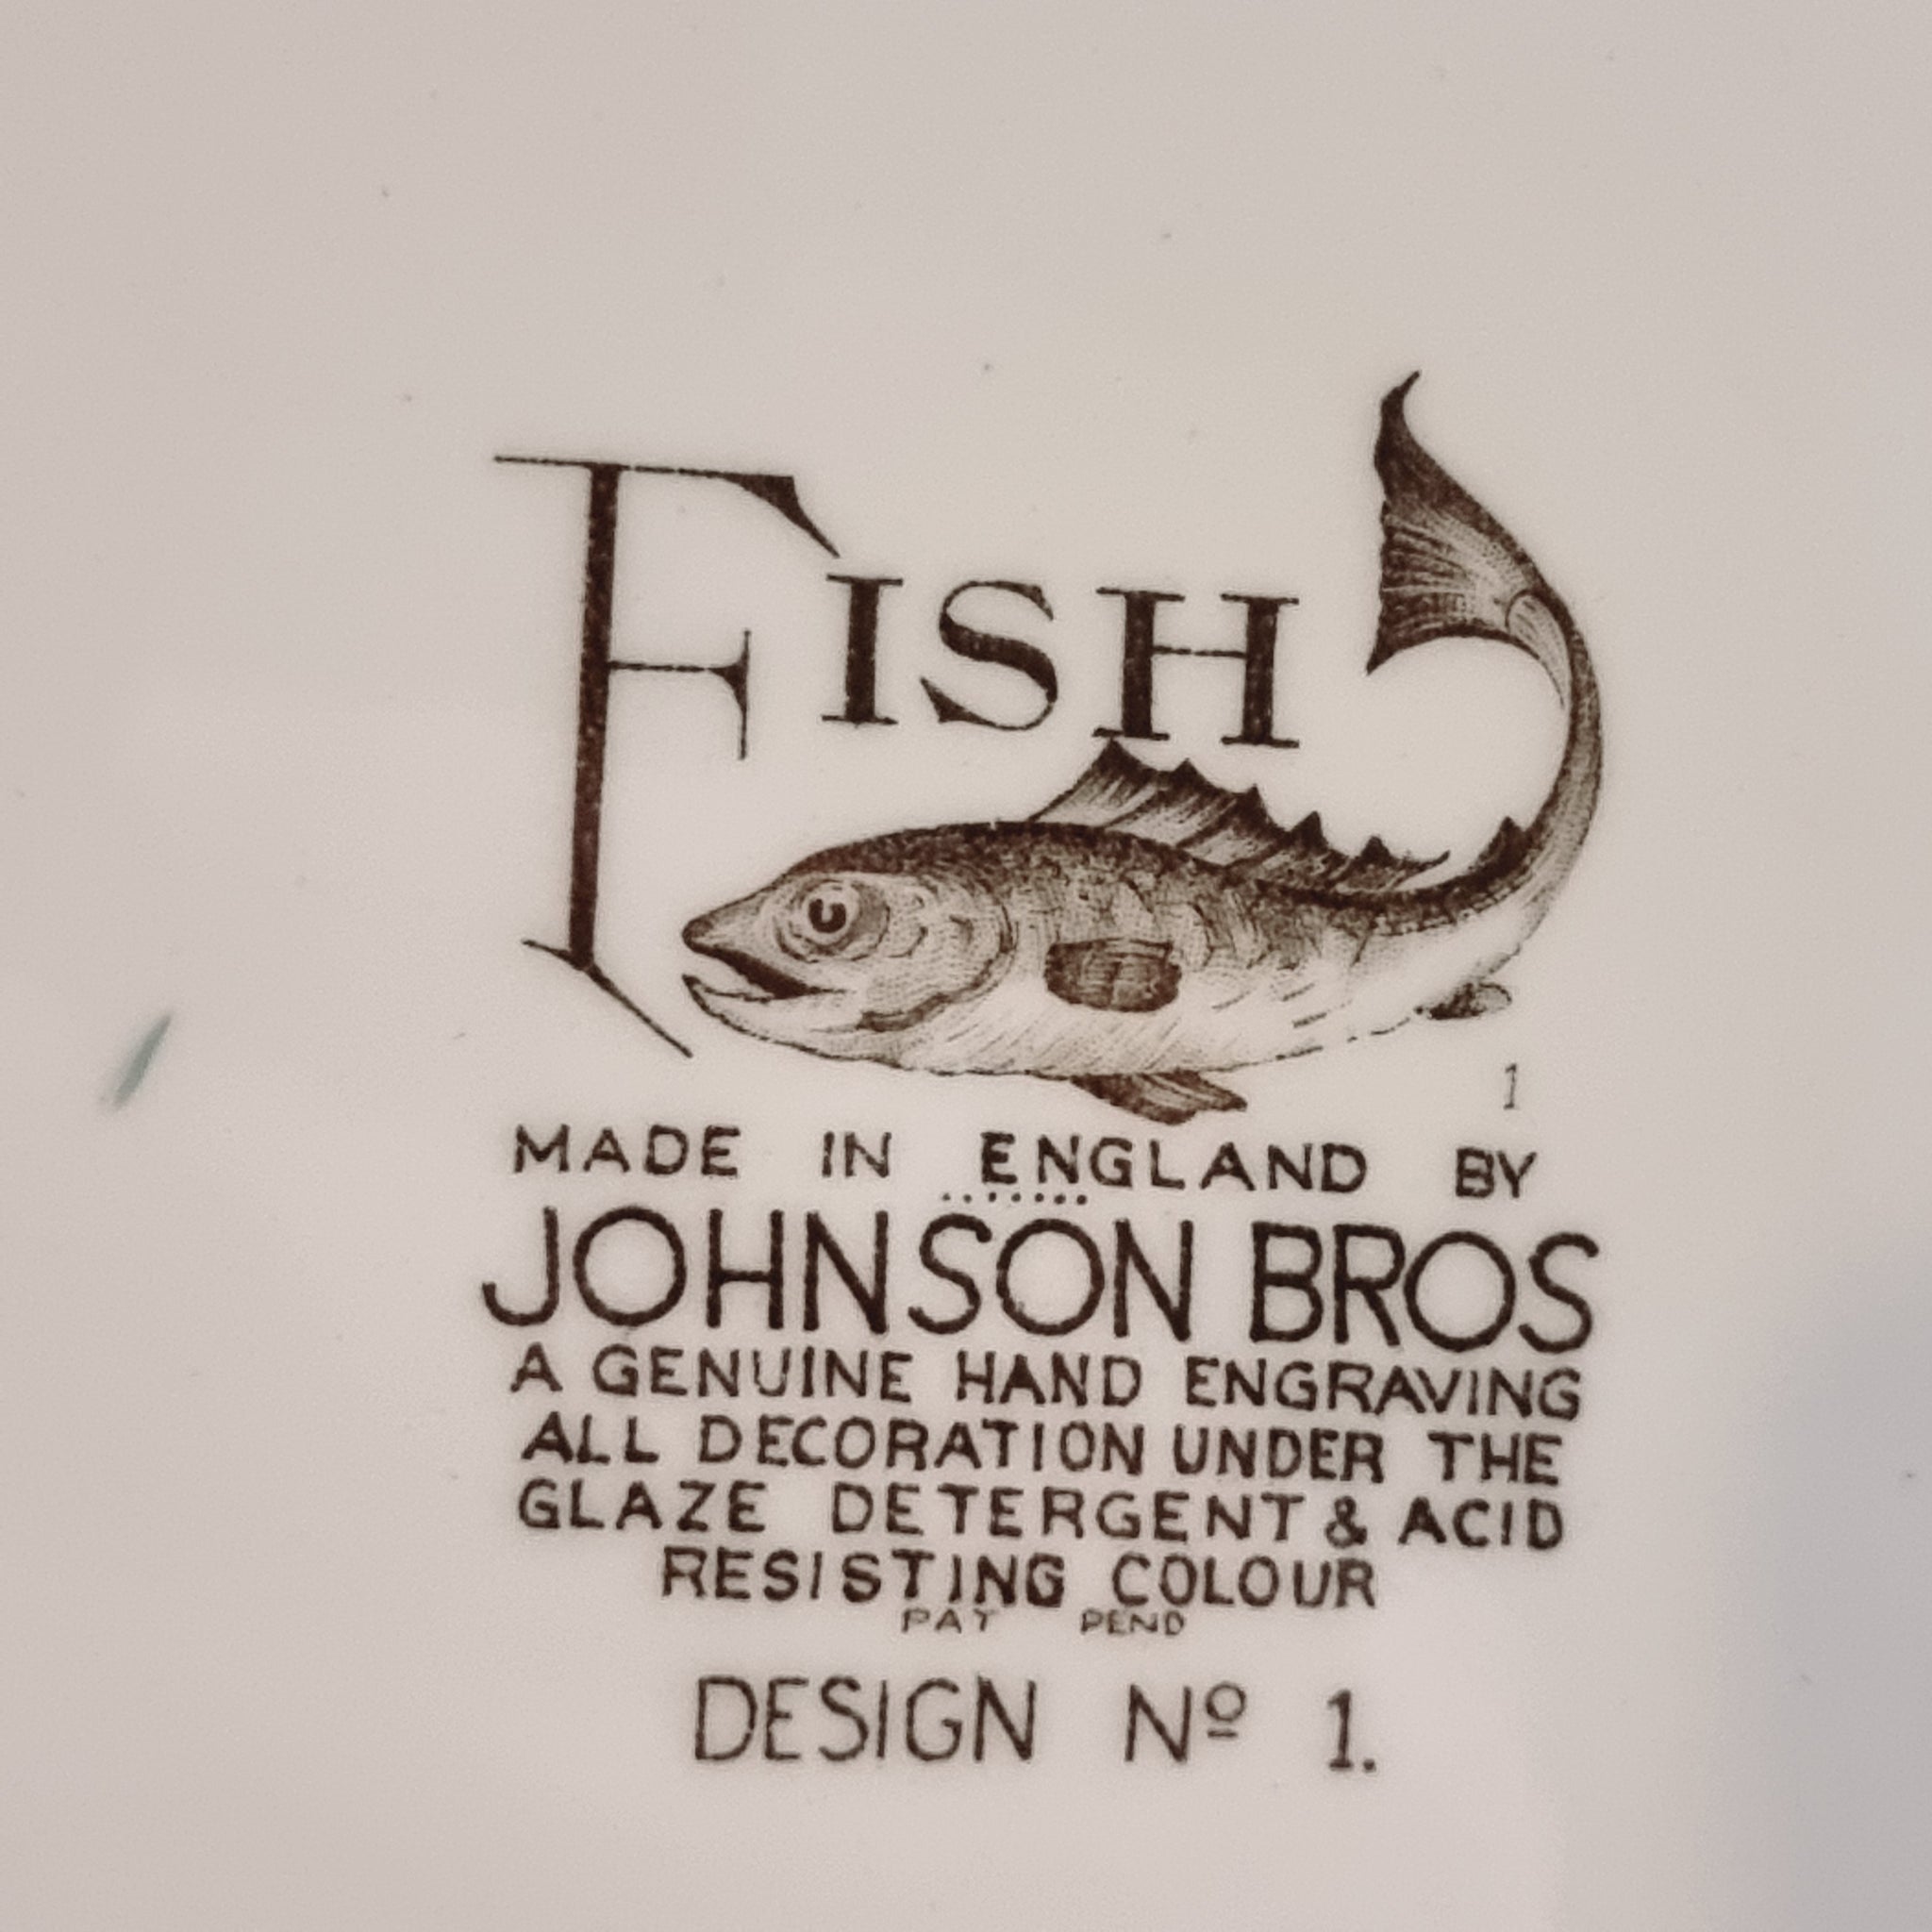 FISH
1
MADE IN ENGLAND BY
JOHNSON BROS
A GENUINE HAND ENGRAVING
ALL DECORATION UNDER THE
GLAZE DETERGENT & ACID
RESISTING COLOUR
PAT PEND
DESIGN Nº 1.